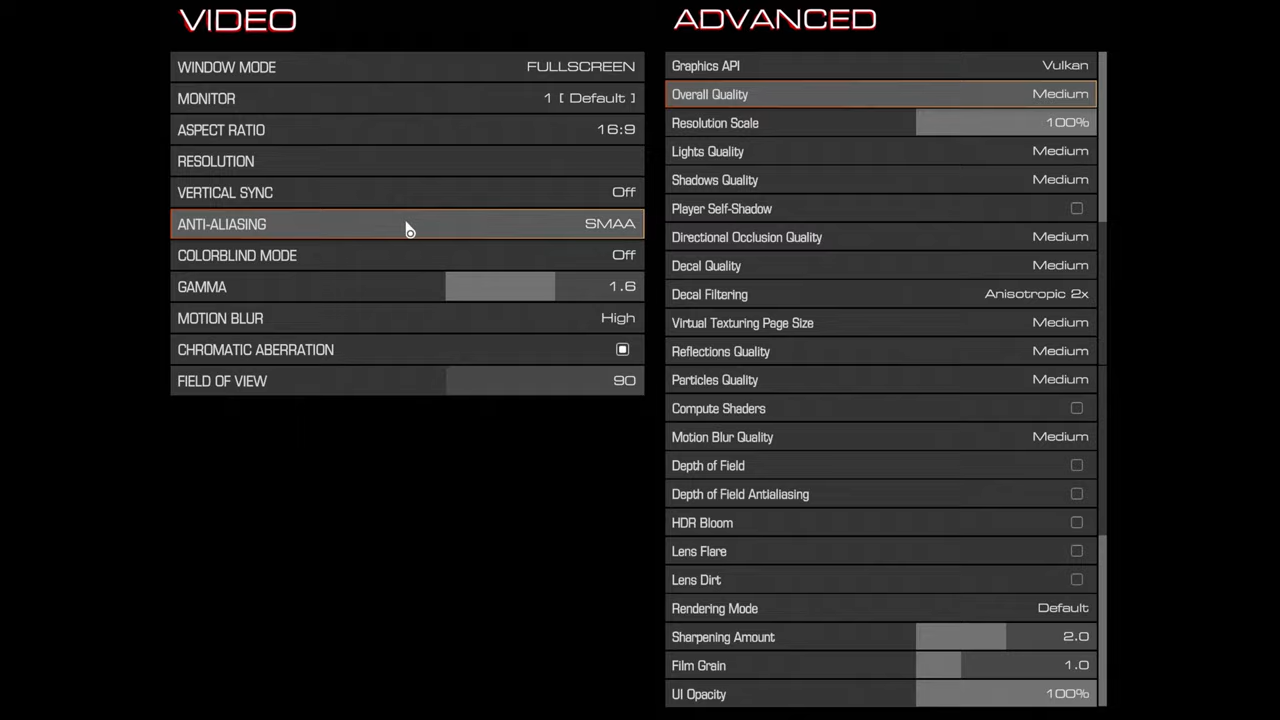 VIDEO
WINDOW MODE FULLSCREEN
MONITOR 1 [ Default ]
ASPECT RATIO 16:9
RESOLUTION
VERTICAL SYNC Off
ANTI-ALIASING SMAA
COLORBLIND MODE Off
GAMMA 1.6
MOTION BLUR High
CHROMATIC ABERRATION
FIELD OF VIEW 90
ADVANCED
Graphics API Vulkan
Overall Quality Medium
Resolution Scale 100%
Lights Quality Medium
Shadows Quality Medium
Player Self-Shadow
Directional Occlusion Quality Medium
Decal Quality Medium
Decal Filtering Anisotropic 2x
Virtual Texturing Page Size Medium
Reflections Quality Medium
Particles Quality Medium
Compute Shaders
Motion Blur Quality Medium
Depth of Field
Depth of Field Antialiasing
HDR Bloom
Lens Flare
Lens Dirt
Rendering Mode Default
Sharpening Amount 2.0
Film Grain 1.0
UI Opacity 100%